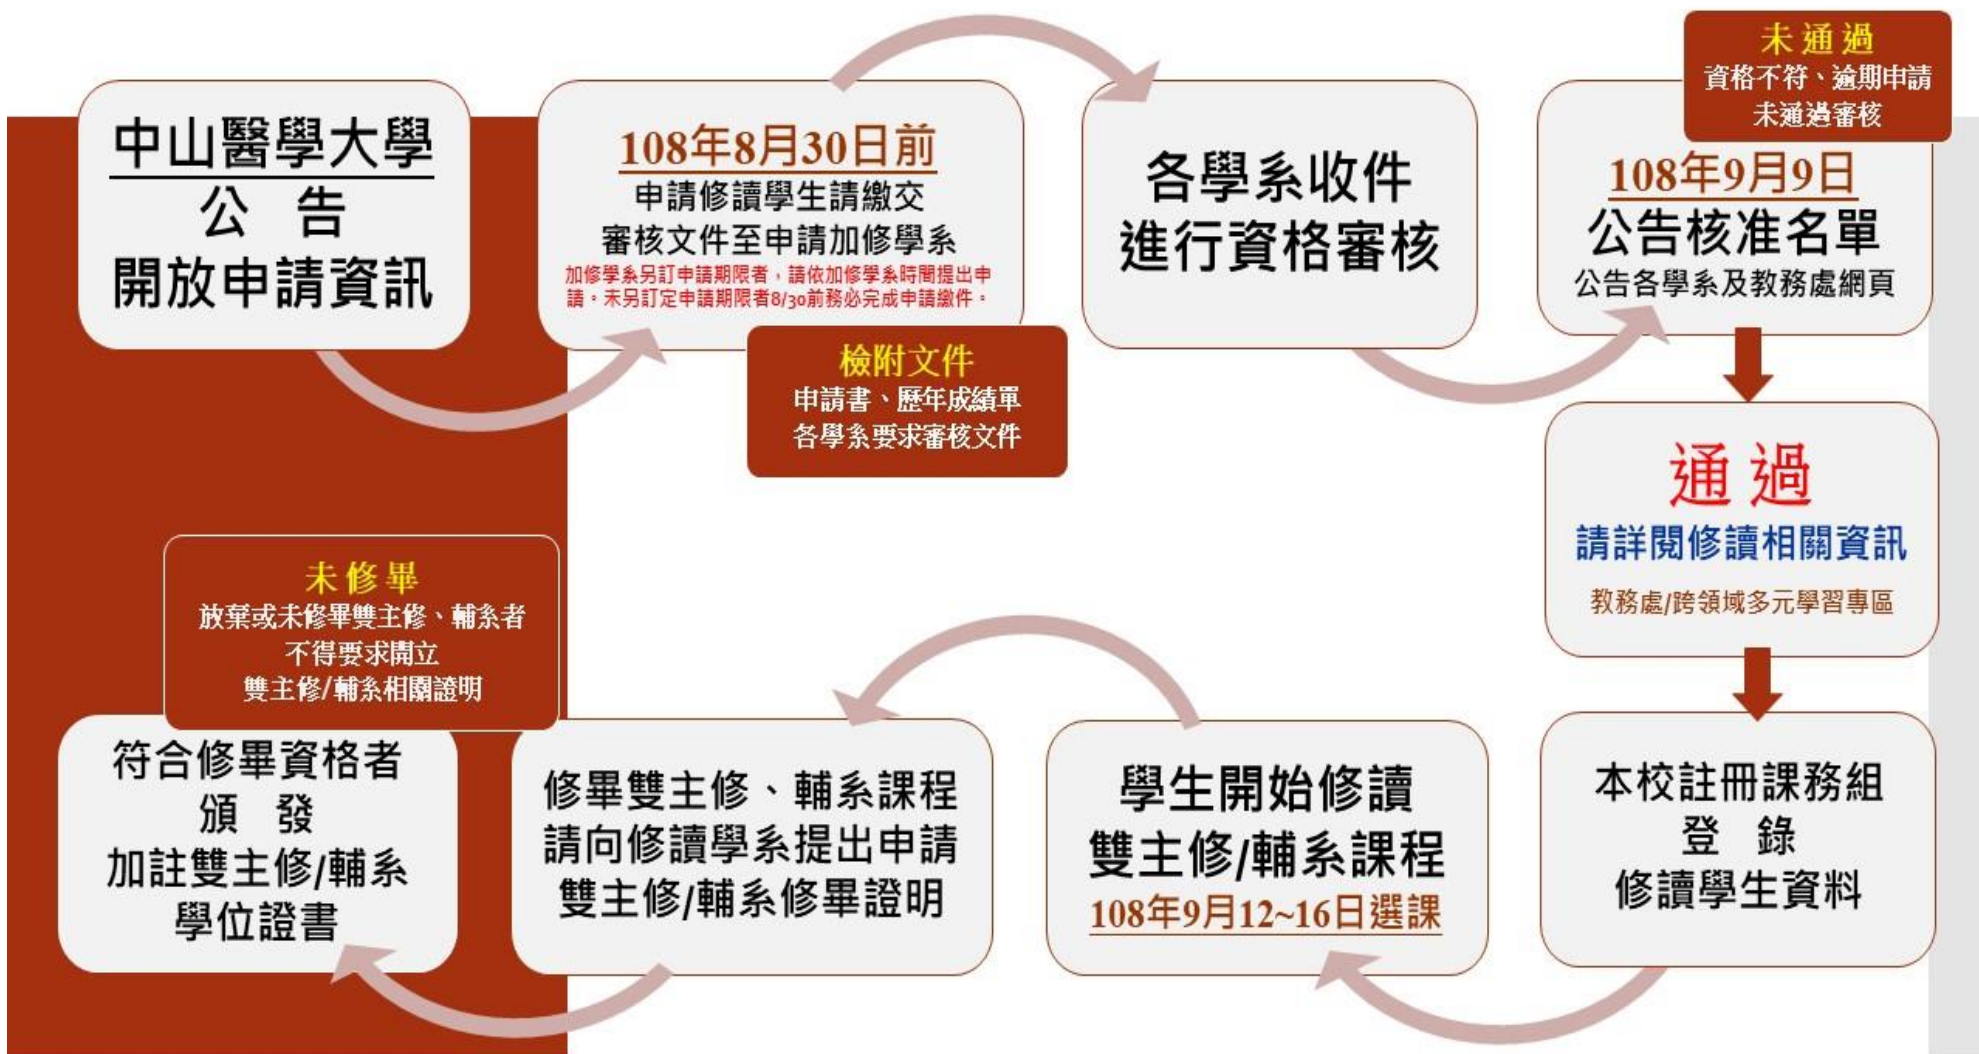 中山醫學大學
公 告
開放申請資訊
108年8月30日前
申請修讀學生請繳交
審核文件至申請加修學系
加修學系另訂申請期限者，請依加修學系時間提出申
請。未另訂定申請期限者8/30前務必完成申請繳件。
檢附文件
申請書、歷年成績單
各學系要求審核文件
各學系收件
進行資格審核
未通過
資格不符、逾期申請
未通過審核
108年9月9日
公告核准名單
公告各學系及教務處網頁
通過
請詳閱修讀相關資訊
教務處/跨領域多元學習專區
本校註冊課務組
登 錄
修讀學生資料
學生開始修讀
雙主修/輔系課程
108年9月12~16日選課
修畢雙主修、輔系課程
請向修讀學系提出申請
雙主修/輔系修畢證明
未修畢
放棄或未修畢雙主修、輔系者
不得要求開立
雙主修/輔系相關證明
符合修畢資格者
頒 發
加註雙主修/輔系
學位證書